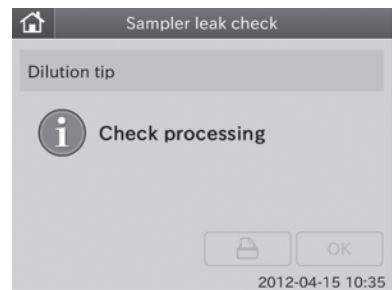 Sampler leak check
Dilution tip
Check processing
OK
2012-04-15 10:35